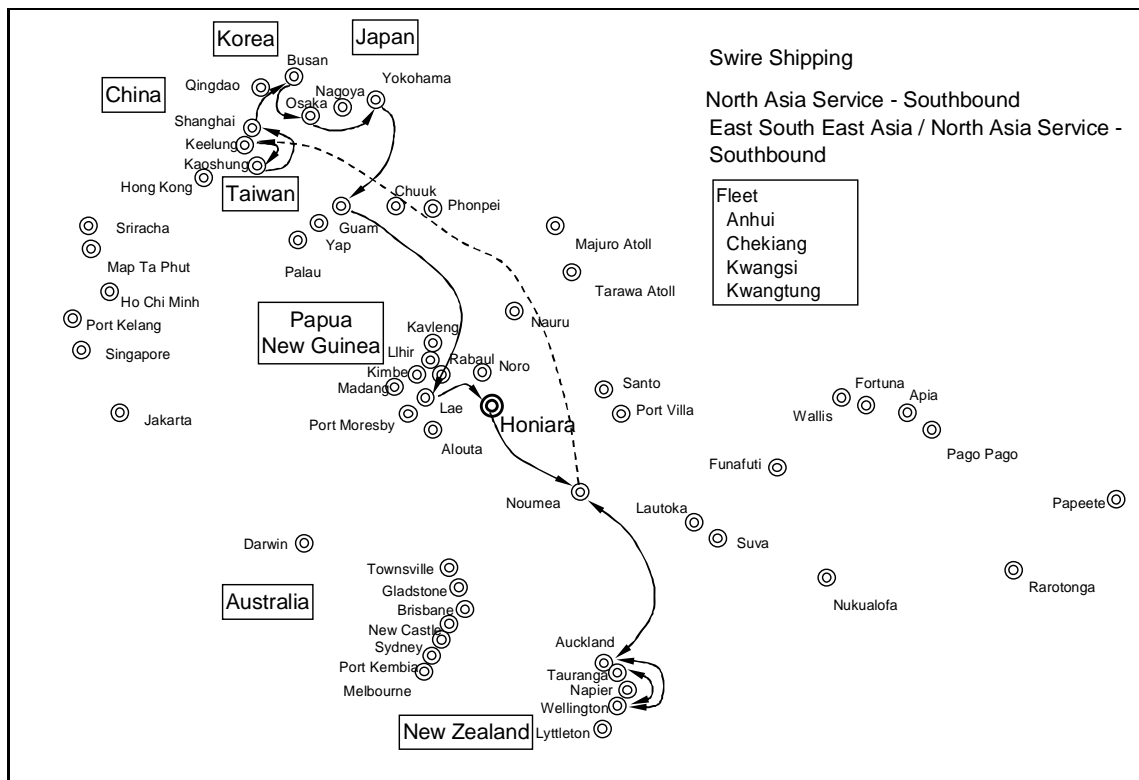 Korea
Japan
Busan
Swire Shipping
Qingdao
Nagoya
Yokohama
China
Osaka
North Asia Service - Southbound
Shanghai
East South East Asia / North Asia Service -
Southbound
Keelung
Kaoshung
Hong Kong
Taiwan
Chuuk
Phonpei
Fleet
Anhui
Chekiang
Kwangsi
Kwangtung
Sriracha
Guam
Yap
Majuro Atoll
Map Ta Phut
Palau
Tarawa Atoll
Ho Chi Minh
Port Kelang
Papua
New Guinea
Kavleng
Nauru
Singapore
LIhir
Rabaul
Noro
Kimbe
Madang
Santo
Fortuna
Apia
Jakarta
Lae
Port Villa
Wallis
Port Moresby
Honiara
Alouta
Pago Pago
Funafuti
Noumea
Lautoka
Papeete
Suva
Darwin
Townsville
Gladstone
Rarotonga
Australia
Brisbane
Nukualofa
New Castle
Sydney
Auckland
Port Kembia
Tauranga
Melbourne
Napier
Wellington
New Zealand
Lyttleton